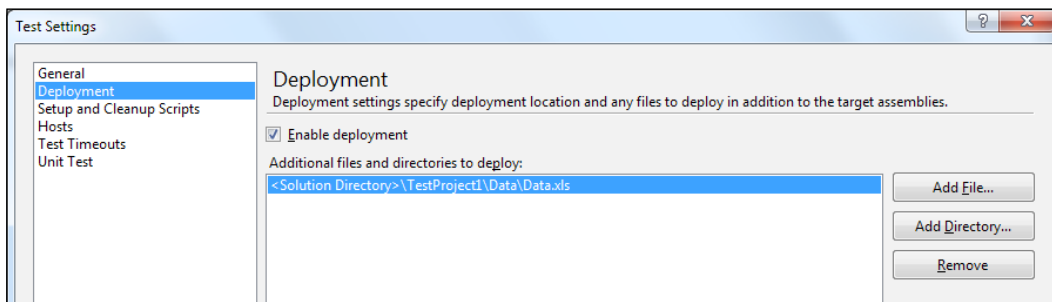 Test Settings
General
Deployment
Setup and Cleanup Scripts
Hosts
Test Timeouts
Unit Test
Deployment
Deployment settings specify deployment location and any files to deploy in addition to the target assemblies.
Enable deployment
Additional files and directories to deploy:
<Solution Directory>\TestProject1\Data\Data.xls
Add File...
Add Directory...
Remove